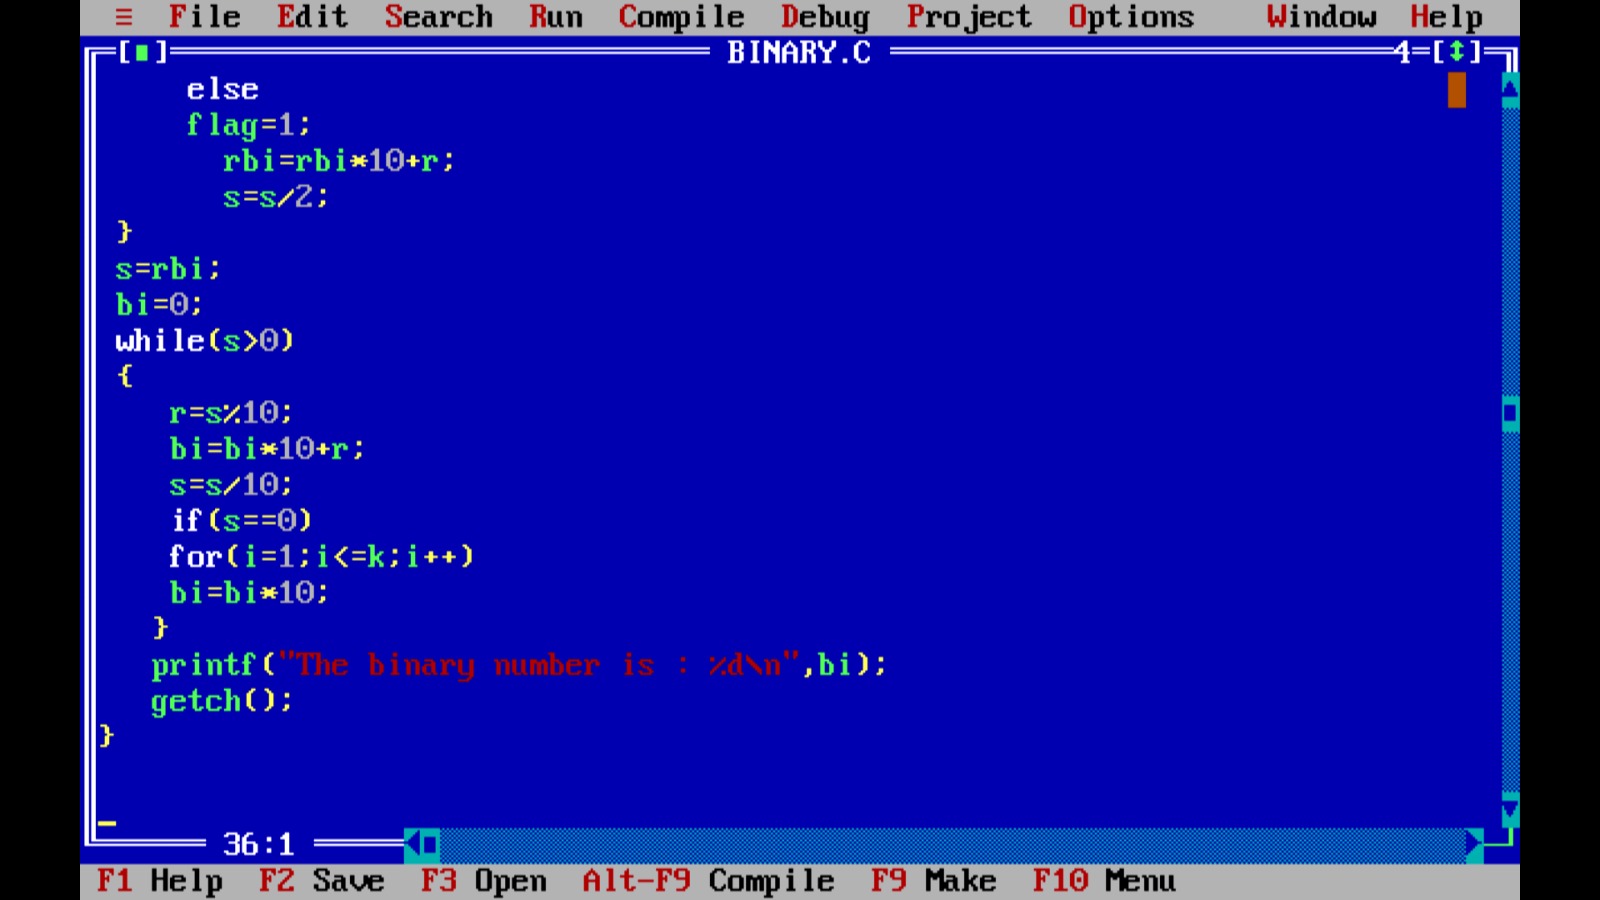 ≡ File Edit Search Run Compile Debug Project Options Window Help
[■] BINARY.C 4=[↕]
else
flag=1;
rbi=rbi*10+r;
s=s/2;
}
s=rbi;
bi=0;
while(s>0)
{
r=s%10;
bi=bi*10+r;
s=s/10;
if(s==0)
for(i=1;i<=k;i++)
bi=bi*10;
}
printf("The binary number is : %d\n",bi);
getch();
}
36:1
F1 Help F2 Save F3 Open Alt-F9 Compile F9 Make F10 Menu